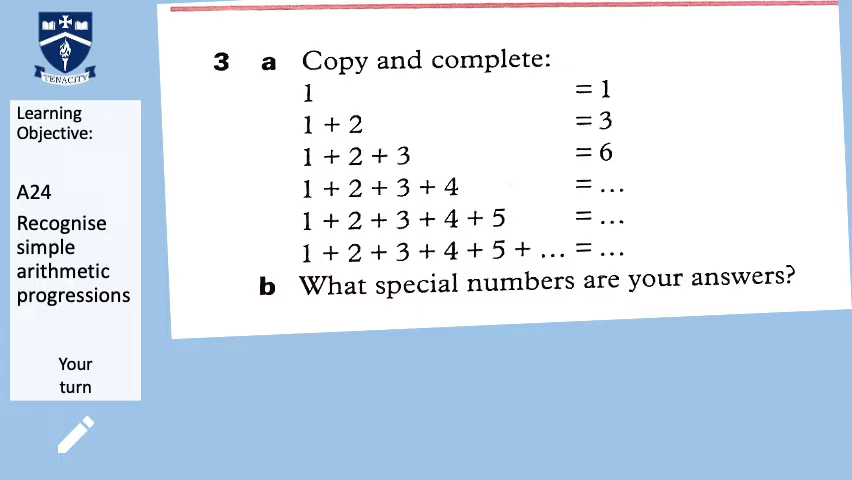 TENACITY
Learning
Objective:
A24
Recognise
simple
arithmetic
progressions
Your
turn
3 a Copy and complete:
1 = 1
1 + 2 = 3
1 + 2 + 3 = 6
1 + 2 + 3 + 4 = ...
1 + 2 + 3 + 4 + 5 = ...
1 + 2 + 3 + 4 + 5 + ... = ...
b What special numbers are your answers?